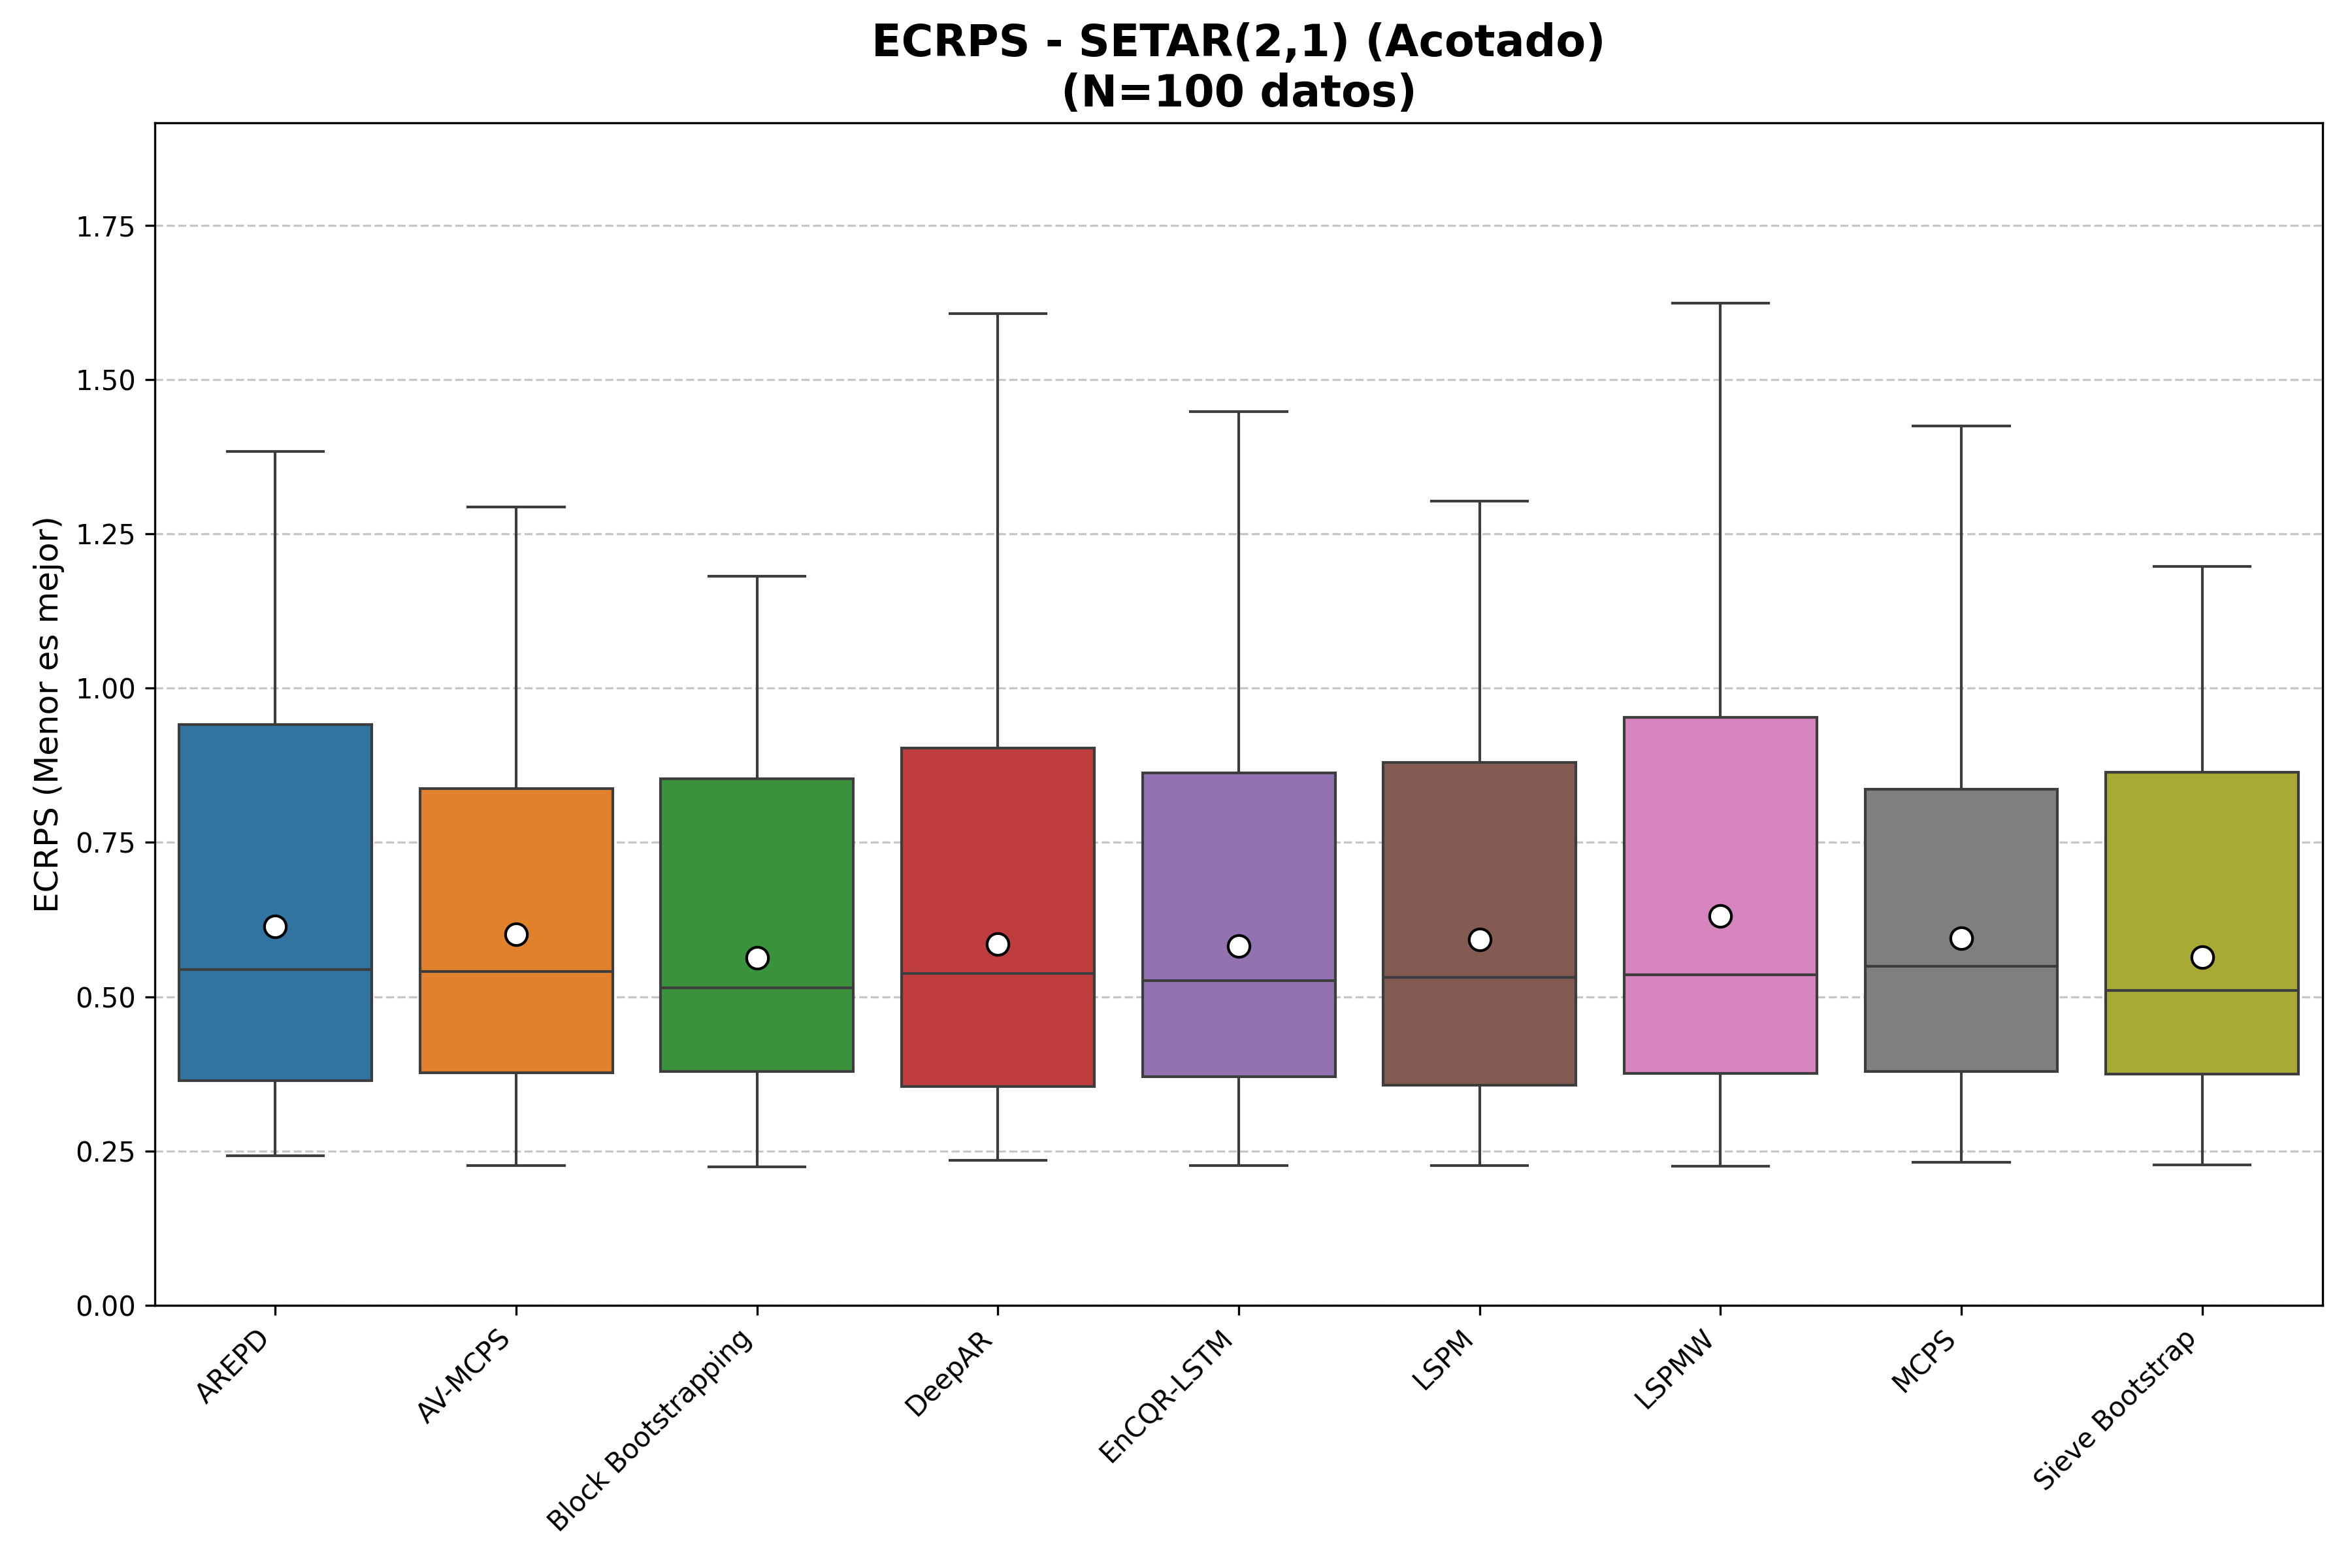 ECRPS - SETAR(2,1) (Acotado)
(N=100 datos)
ECRPS (Menor es mejor)
1.75
1.50
1.25
1.00
0.75
0.50
0.25
0.00
AREPD
AV-MCPS
Block Bootstrapping
DeepAR
EnCQR-LSTM
LSPM
LSPMW
MCPS
Sieve Bootstrap